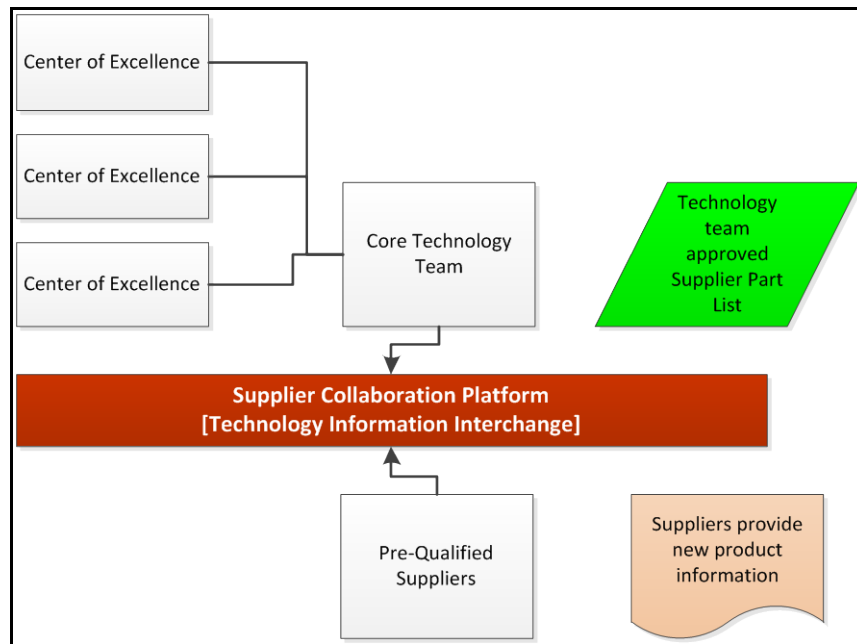 Center of Excellence
Center of Excellence
Center of Excellence
Core Technology
Team
Technology
team
approved
Supplier Part
List
Supplier Collaboration Platform
[Technology Information Interchange]
Pre-Qualified
Suppliers
Suppliers provide
new product
information